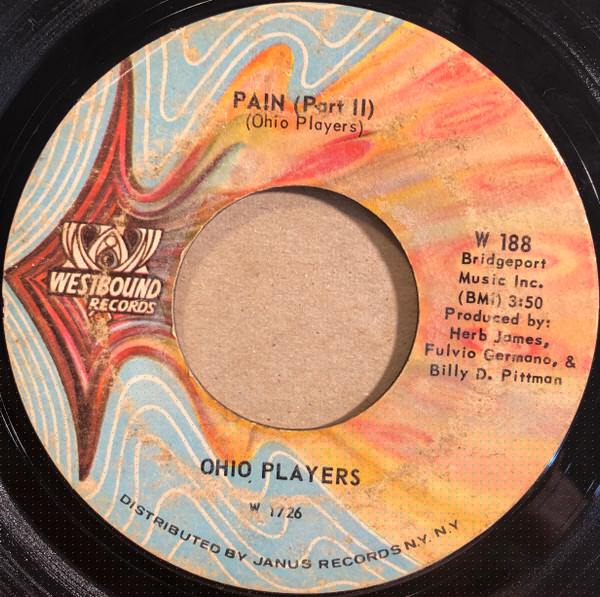 PAIN (Part II)
(Ohio Players)
WESTBOUND
RECORDS
W 188
Bridgeport
Music Inc.
(BMI) 3:50
Produced by:
Herb James,
Fulvio Germano, &
Billy D. Pittman
OHIO PLAYERS
W 1726
DISTRIBUTED BY JANUS RECORDS N.Y. N.Y